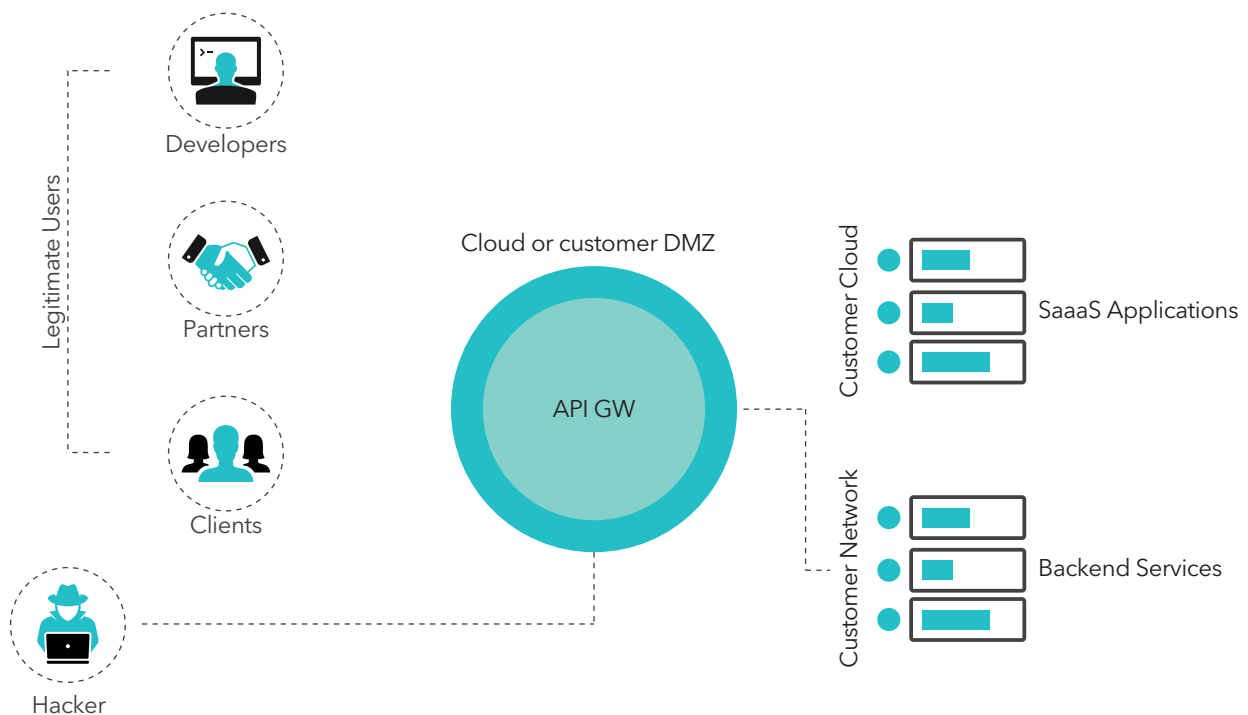 Developers
Legitimate Users
Partners
Clients
Hacker
Cloud or customer DMZ
API GW
Customer Cloud
SaaaS Applications
Customer Network
Backend Services